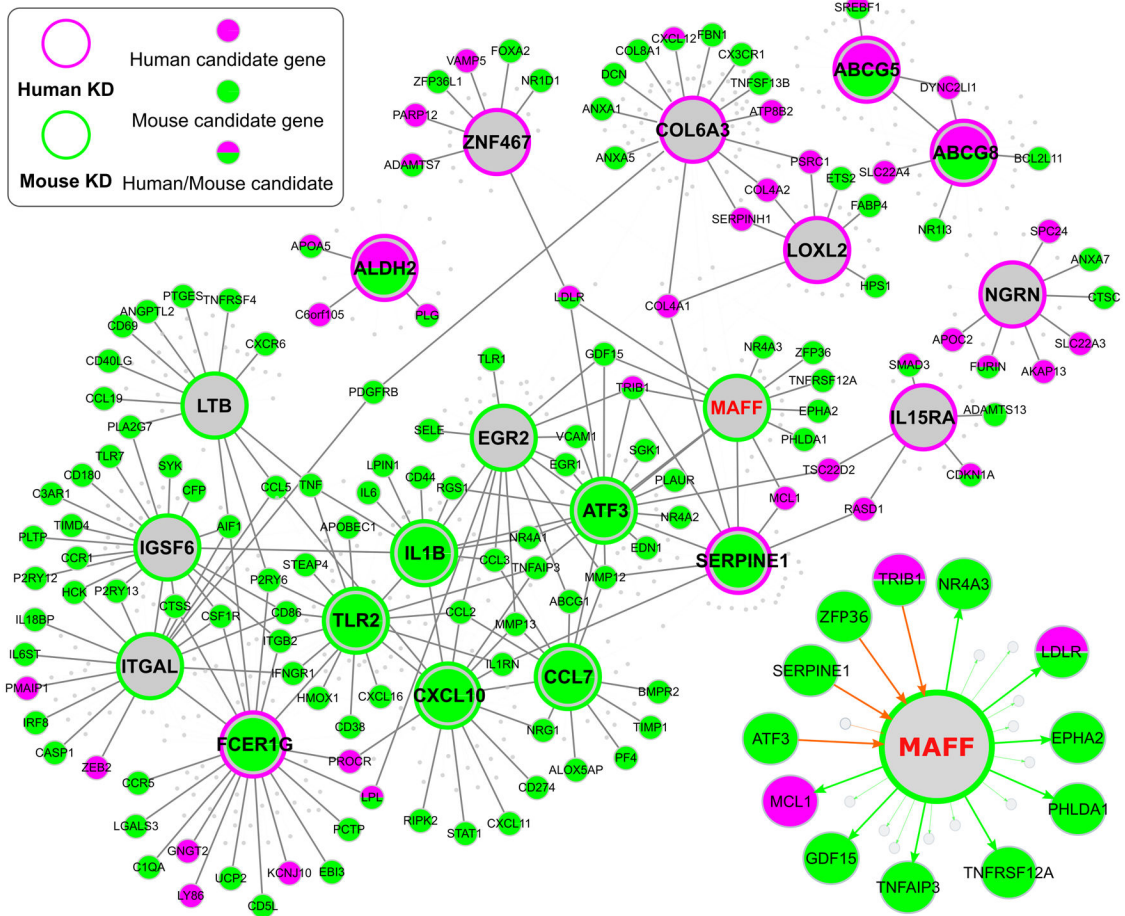 Human candidate gene
Human KD
Mouse candidate gene
Mouse KD
Human/Mouse candidate
SREBF1
ABCG5
DYNC2LI1
ABCG8
BCL2L11
SLC22A4
NR1I3
FOXA2
VAMP5
ZFP36L1
NR1D1
PARP12
ZNF467
ADAMTS7
CXCL12
FBN1
COL8A1
CX3CR1
DCN
TNFSF13B
ANXA1
ATP8B2
COL6A3
ANXA5
PSRC1
ETS2
COL4A2
FABP4
SERPINH1
LOXL2
HPS1
SPC24
ANXA7
NGRN
CTSC
APOC2
SLC22A3
FURIN
AKAP13
APOA5
ALDH2
C6orf105
PLG
LDLR
COL4A1
PTGES
TNFRSF4
ANGPTL2
CD69
CXCR6
CD40LG
CCL19
LTB
PLA2G7
PDGFRB
TLR1
GDF15
NR4A3
ZFP36
TRIB1
TNFRSF12A
MAFF
EPHA2
PHLDA1
SMAD3
ADAMTS13
IL15RA
CDKN1A
TSC22D2
RASD1
SELE
EGR2
VCAM1
EGR1
SGK1
PLAUR
MCL1
TLR7
SYK
CD180
C3AR1
CFP
CCL5
TNF
LPIN1
CD44
IL6
RGS1
ATF3
NR4A2
TIMD4
PLTP
AIF1
APOBEC1
NR4A1
EDN1
IGSF6
CCR1
IL1B
CCL3
TNFAIP3
SERPINE1
P2RY12
STEAP4
MMP12
HCK
P2RY13
P2RY6
CTSS
CSF1R
CD86
CCL2
ABCG1
IL18BP
TLR2
MMP13
ITGB2
IL6ST
ITGAL
IFNGR1
IL1RN
CCL7
PMAIP1
HMOX1
CXCL16
CXCL10
BMPR2
IRF8
CD38
NRG1
TIMP1
CASP1
FCER1G
PF4
ZEB2
PROCR
ALOX5AP
CCR5
LPL
CD274
LGALS3
PCTP
RIPK2
CXCL11
STAT1
GNGT2
C1QA
KCNJ10
EBI3
UCP2
LY86
CD5L
TRIB1
NR4A3
ZFP36
LDLR
SERPINE1
ATF3
MAFF
EPHA2
MCL1
PHLDA1
GDF15
TNFRSF12A
TNFAIP3